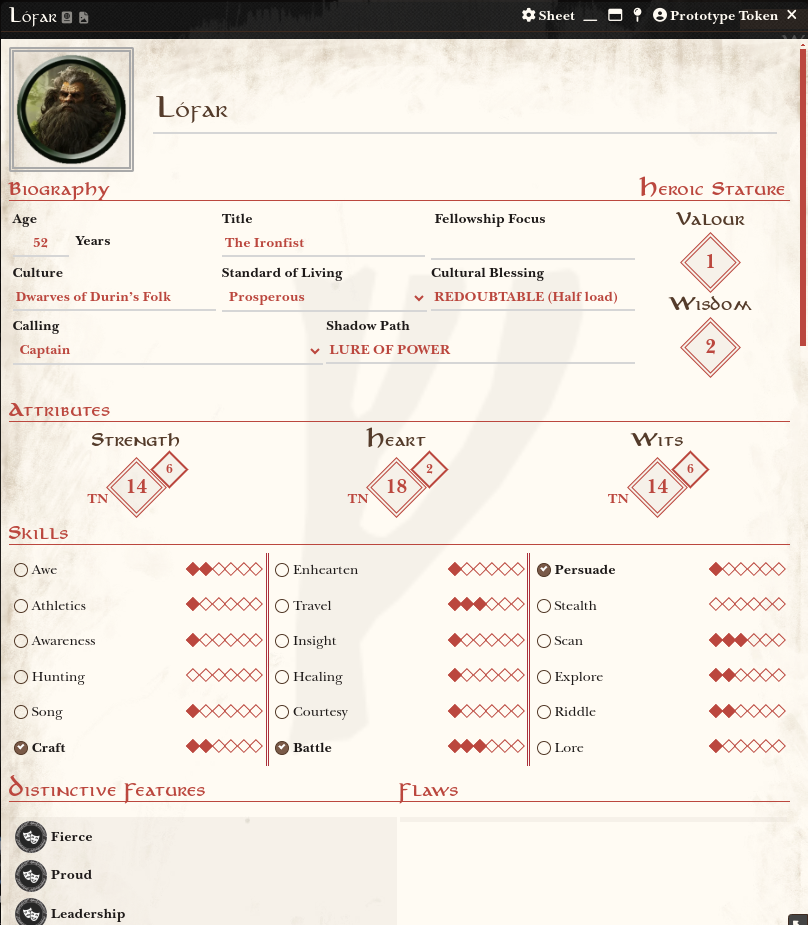 Lófar Sheet Prototype Token
Lófar
Biography Heroic Stature
Age Title Fellowship Focus Valour
52 Years The Ironfist 1
Culture Standard of Living Cultural Blessing Wisdom
Dwarves of Durin's Folk Prosperous REDOUBTABLE (Half load) 2
Calling Shadow Path
Captain LURE OF POWER
Attributes
Strength Heart Wits
TN 14 6 TN 18 2 TN 14 6
Skills
Awe Enhearten Persuade
Athletics Travel Stealth
Awareness Insight Scan
Hunting Healing Explore
Song Courtesy Riddle
Craft Battle Lore
Distinctive Features Flaws
Fierce
Proud
Leadership